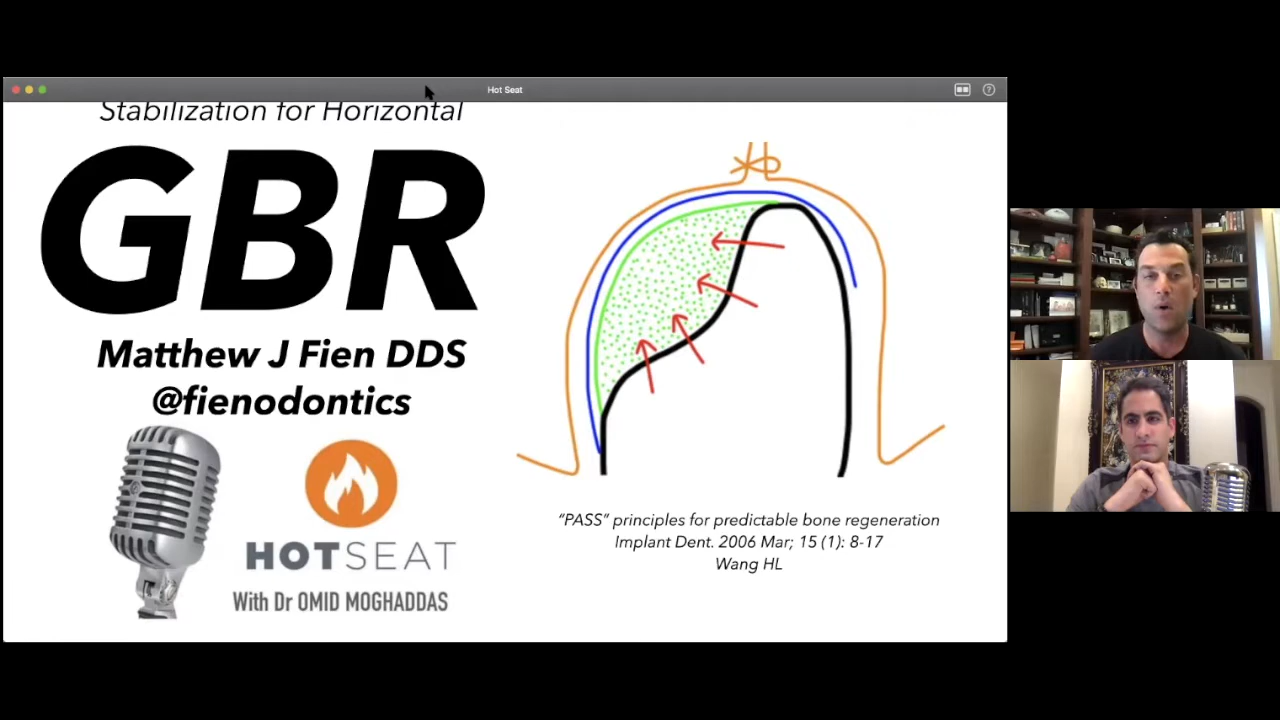 Hot Seat
Stabilization for Horizontal
GBR
Matthew J Fien DDS
@fienodontics
HOTSEAT
With Dr OMID MOGHADDAS
“PASS” principles for predictable bone regeneration
Implant Dent. 2006 Mar; 15 (1): 8-17
Wang HL